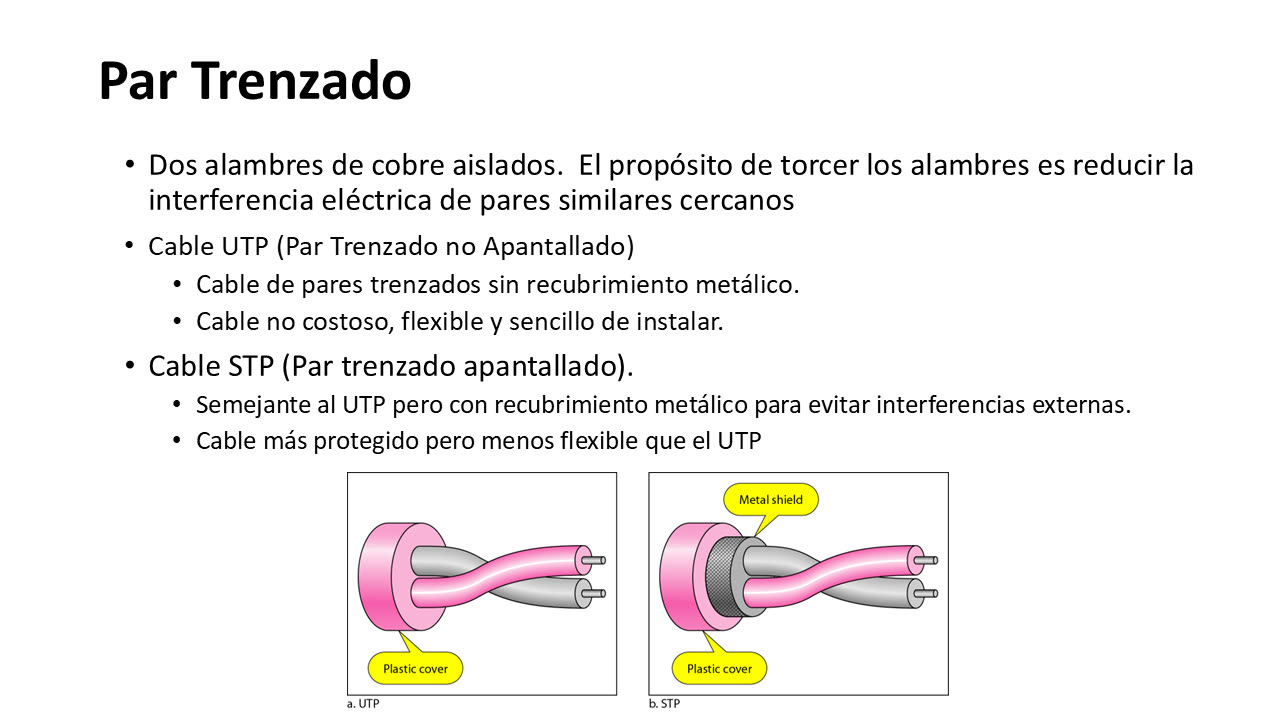 Par Trenzado
• Dos alambres de cobre aislados.  El propósito de torcer los alambres es reducir la
interferencia eléctrica de pares similares cercanos
• Cable UTP (Par Trenzado no Apantallado)
• Cable de pares trenzados sin recubrimiento metálico.
• Cable no costoso, flexible y sencillo de instalar.
• Cable STP (Par trenzado apantallado).
• Semejante al UTP pero con recubrimiento metálico para evitar interferencias externas.
• Cable más protegido pero menos flexible que el UTP
Plastic cover
a. UTP
Metal shield
Plastic cover
b. STP